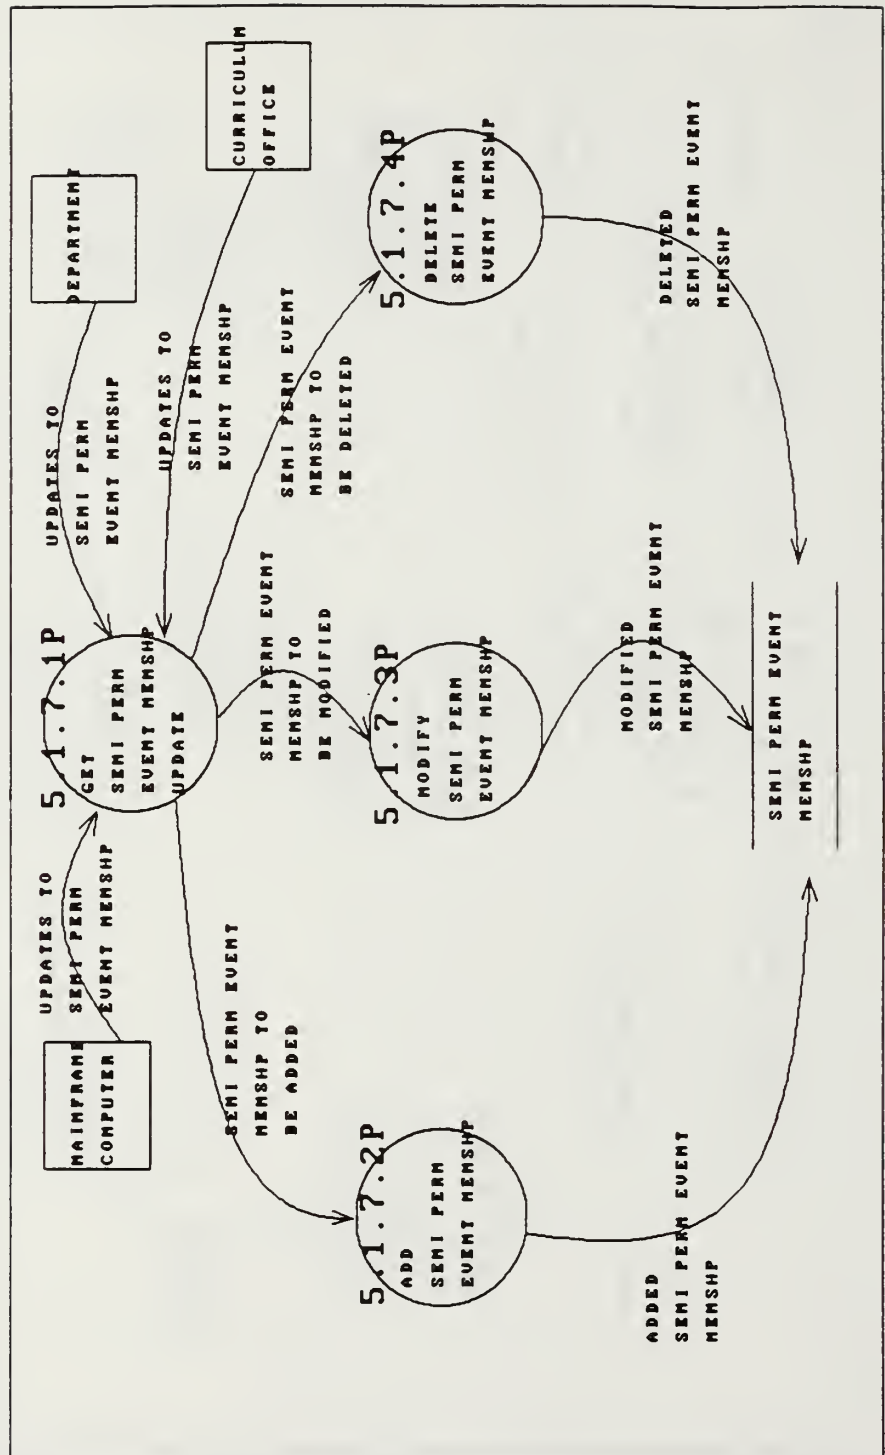 MAINFRAME
COMPUTER
UPDATES TO
SEMI PERM
EVENT MEMSHP
5.1.7.1P
GET
SEMI PERM
EVENT MEMSHP
UPDATE
UPDATES TO
SEMI PERM
EVENT MEMSHP
DEPARTMENT
UPDATES TO
SEMI PERM
EVENT MEMSHP
CURRICULUM
OFFICE
SEMI PERM EVENT
MEMSHP TO
BE ADDED
SEMI PERM EVENT
MEMSHP TO
BE MODIFIED
SEMI PERM EVENT
MEMSHP TO
BE DELETED
5.1.7.2P
ADD
SEMI PERM
EVENT MEMSHP
5.1.7.3P
MODIFY
SEMI PERM
EVENT MEMSHP
5.1.7.4P
DELETE
SEMI PERM
EVENT MEMSHP
ADDED
SEMI PERM EVENT
MEMSHP
MODIFIED
SEMI PERM EVENT
MEMSHP
DELETED
SEMI PERM EVENT
MEMSHP
SEMI PERM EVENT
MEMSHP